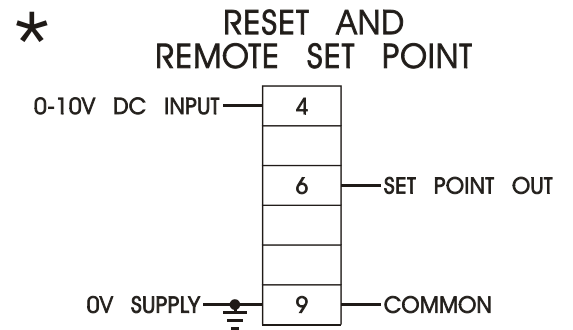 * RESET AND
REMOTE SET POINT
0-10V DC INPUT 4
6 SET POINT OUT
0V SUPPLY 9 COMMON